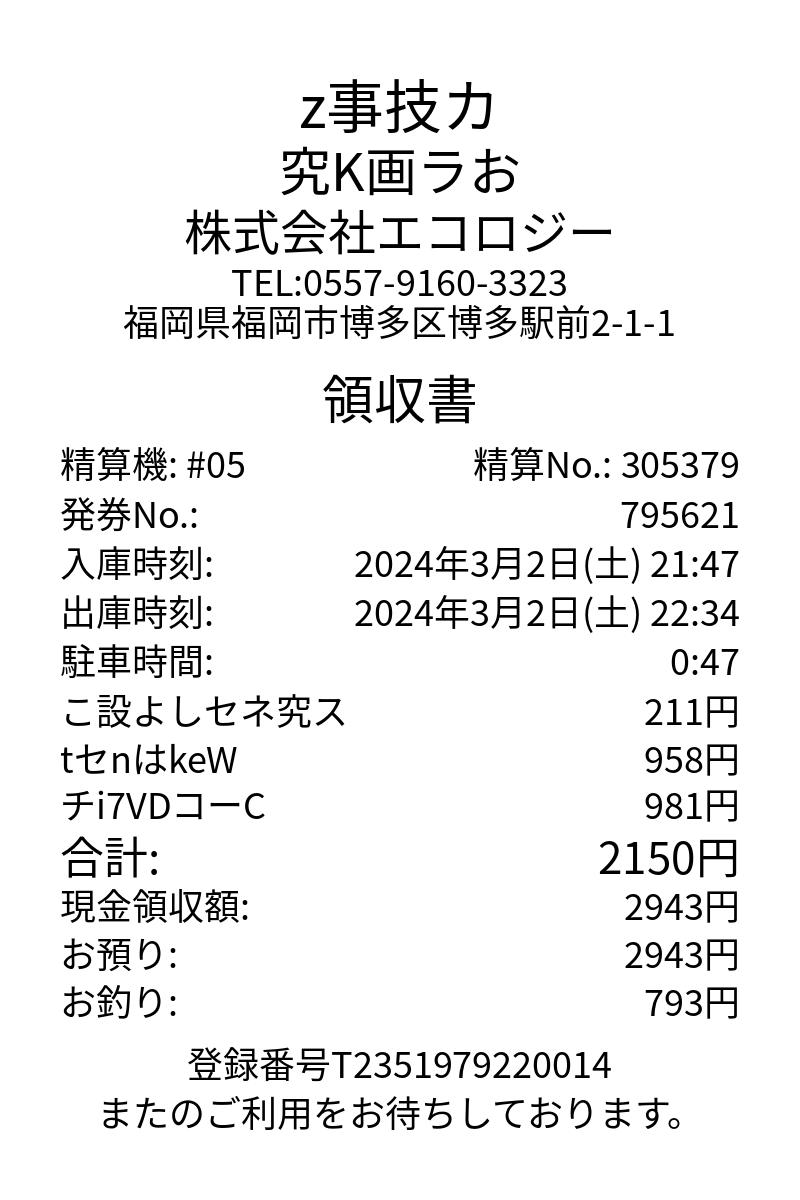 z事技カ
究K画ラお
株式会社エコロジー
TEL:0557-9160-3323
福岡県福岡市博多区博多駅前2-1-1
領収書
精算機: #05 精算No.: 305379
発券No.: 795621
入庫時刻: 2024年3月2日(土) 21:47
出庫時刻: 2024年3月2日(土) 22:34
駐車時間: 0:47
こ設よしセネ究ス 211円
tセnはkeW 958円
チi7VDコーC 981円
合計: 2150円
現金領収額: 2943円
お預り: 2943円
お釣り: 793円
登録番号T2351979220014
またのご利用をお待ちしております。